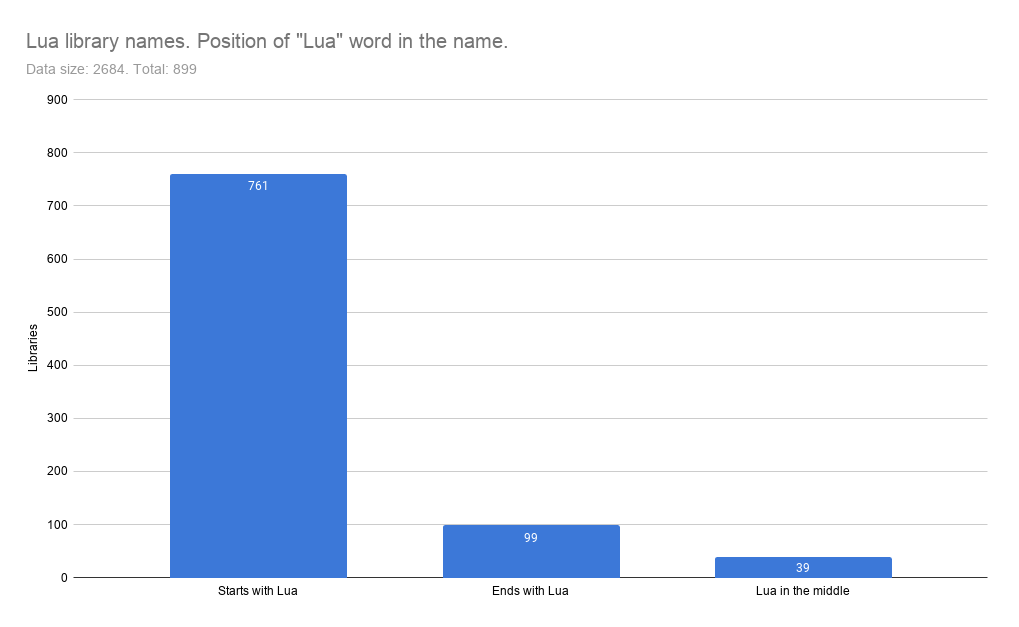 Lua library names. Position of "Lua" word in the name.
Data size: 2684. Total: 899
900
800
761
700
600
500
Libraries
400
300
200
100
99
39
0
Starts with Lua
Ends with Lua
Lua in the middle